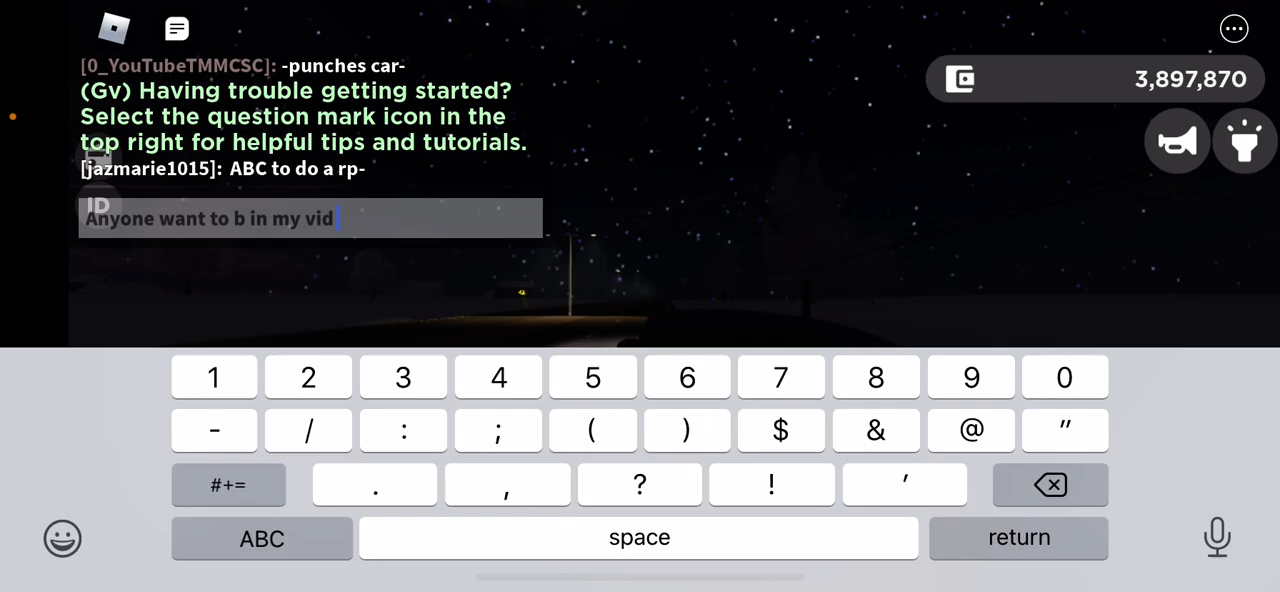 [0_YouTubeTMMCSC]: -punches car-
(Gv) Having trouble getting started?
Select the question mark icon in the
top right for helpful tips and tutorials.
[jazmarie1015]: ABC to do a rp-
ID
Anyone want to b in my vid
3,897,870
1 2 3 4 5 6 7 8 9 0
- / : ; ( ) $ & @ "
#+= . , ? ! '
ABC space return